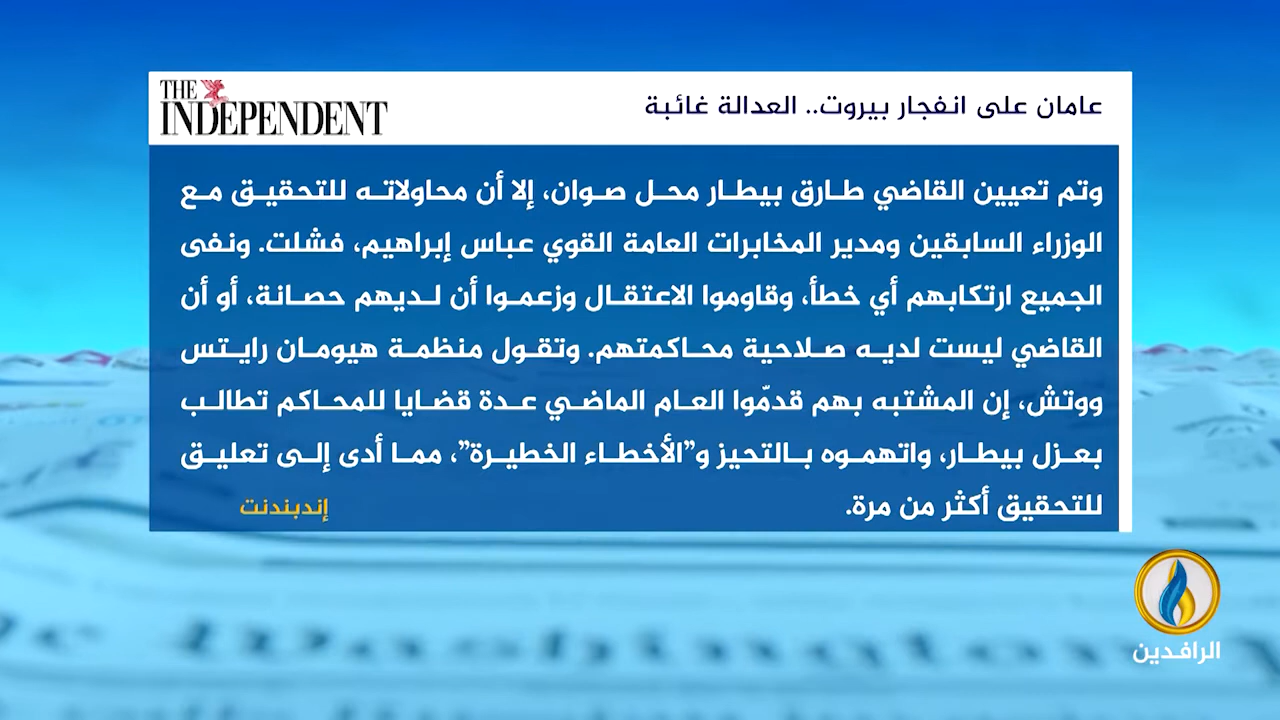 THE
INDEPENDENT
عامان على انفجار بيروت.. العدالة غائبة
وتم تعيين القاضي طارق بيطار محل صوان، إلا أن محاولاته للتحقيق مع
الوزراء السابقين ومدير المخابرات العامة القوي عباس إبراهيم، فشلت. ونفى
الجميع ارتكابهم أي خطأ، وقاوموا الاعتقال وزعموا أن لديهم حصانة، أو أن
القاضي ليست لديه صلاحية محاكمتهم. وتقول منظمة هيومان رايتس
ووتش، إن المشتبه بهم قدمّوا العام الماضي عدة قضايا للمحاكم تطالب
بعزل بيطار، واتهموه بالتحيز و”الأخطاء الخطيرة”، مما أدى إلى تعليق
للتحقيق أكثر من مرة.
إندبندنت
الرافدين